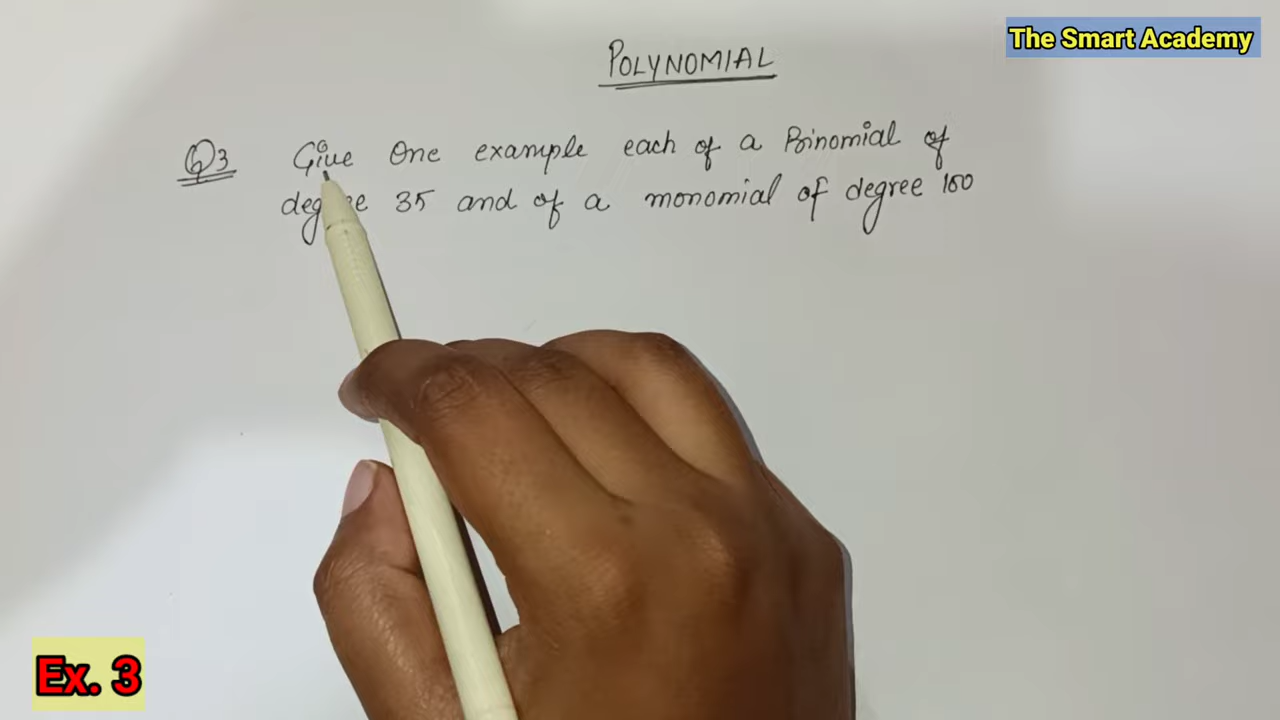 The Smart Academy
POLYNOMIAL
Q3 Give One example each of a Binomial of
degree 35 and of a monomial of degree 100
Ex. 3